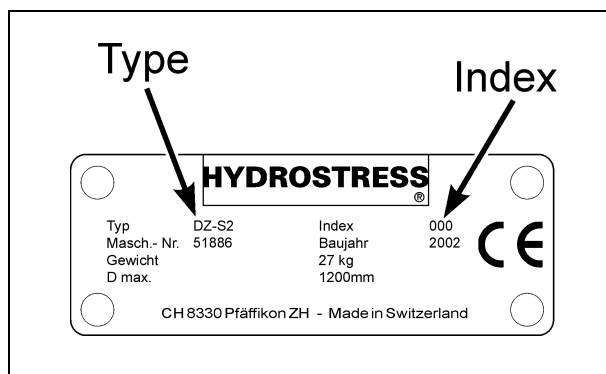 Type
Index
HYDROSTRESS
®
Typ DZ-S2 Index 000
Masch.- Nr. 51886 Baujahr 2002
Gewicht 27 kg
D max. 1200mm
CE
CH 8330 Pfäffikon ZH - Made in Switzerland